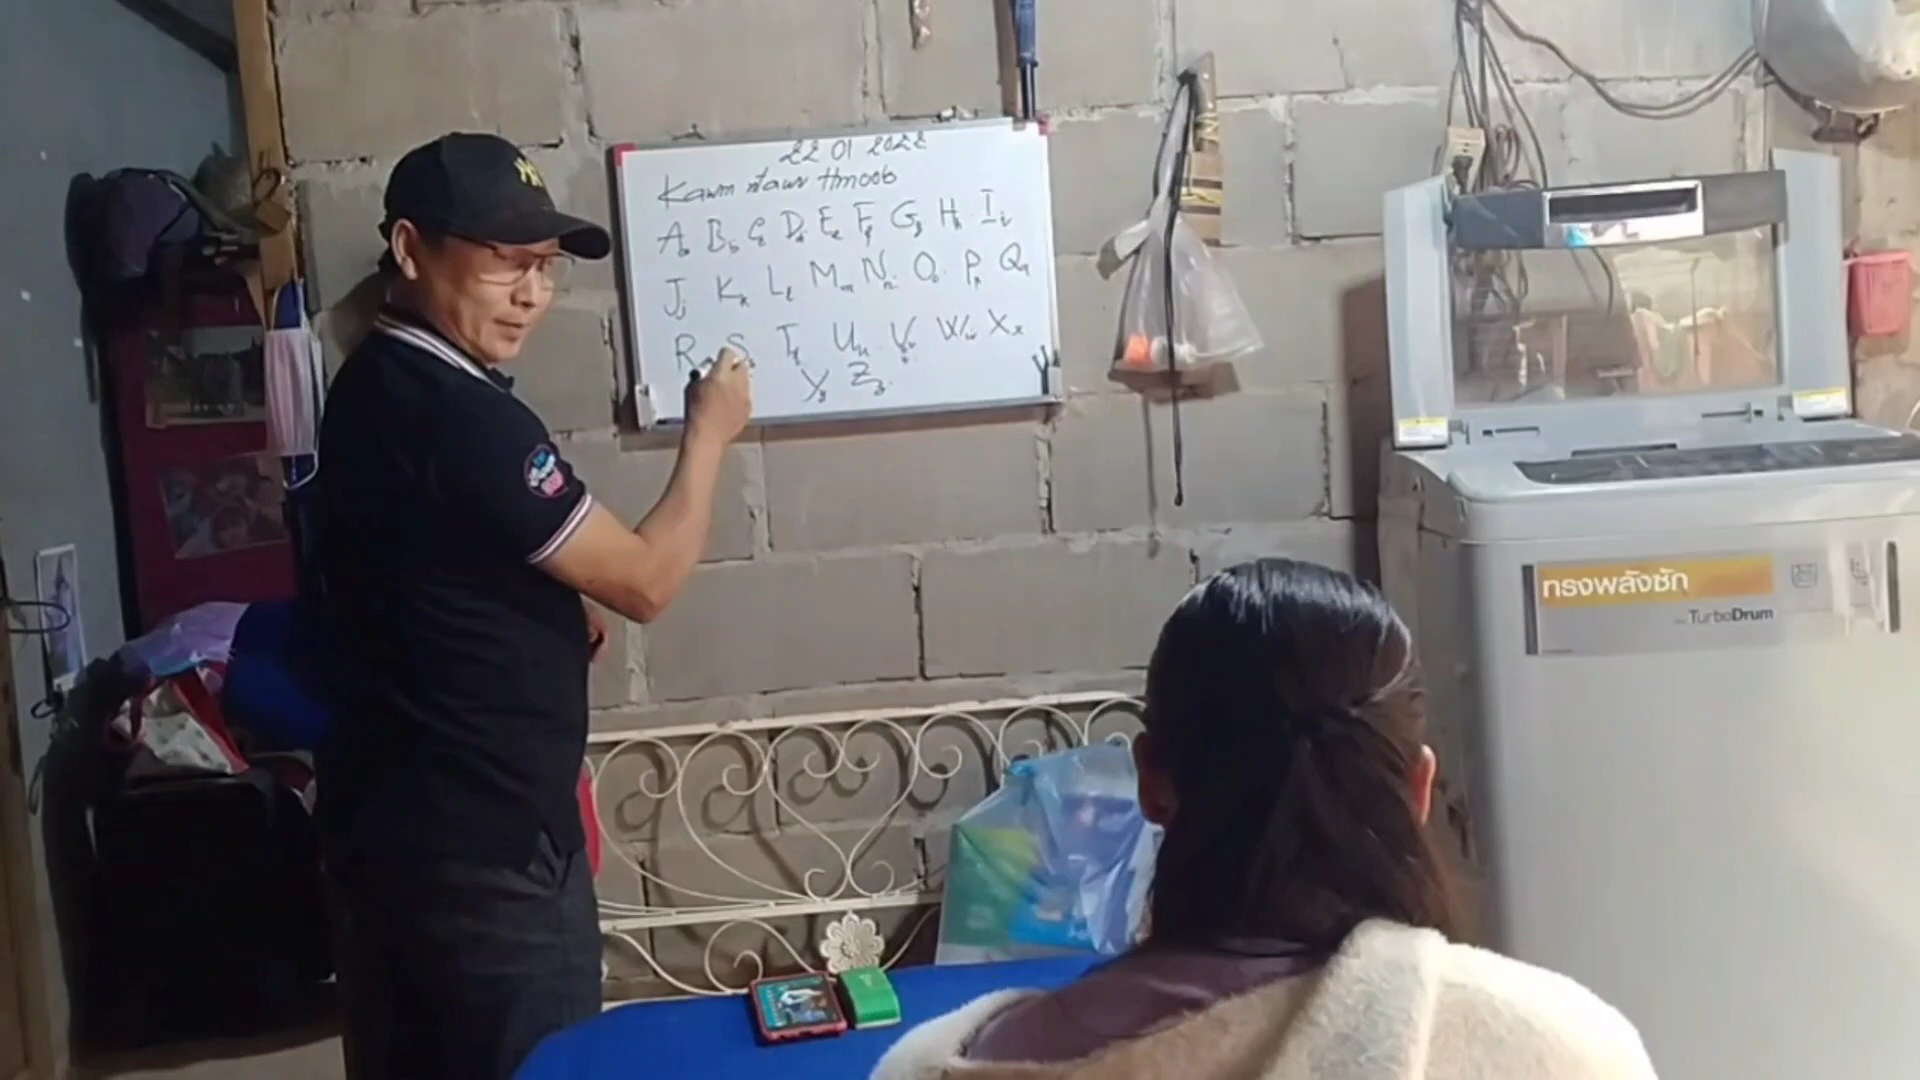 22 01 2022
Kawm ntawv Hmoob
Aa Bb Cc Dd Ee Ff Gg Hh Ii
Jj Kk Ll Mm Nn Oo Pp Qq
Rr Ss Tt Uu Vv Ww Xx
Yy Zz
ทรงพลังซัก
TurboDrum